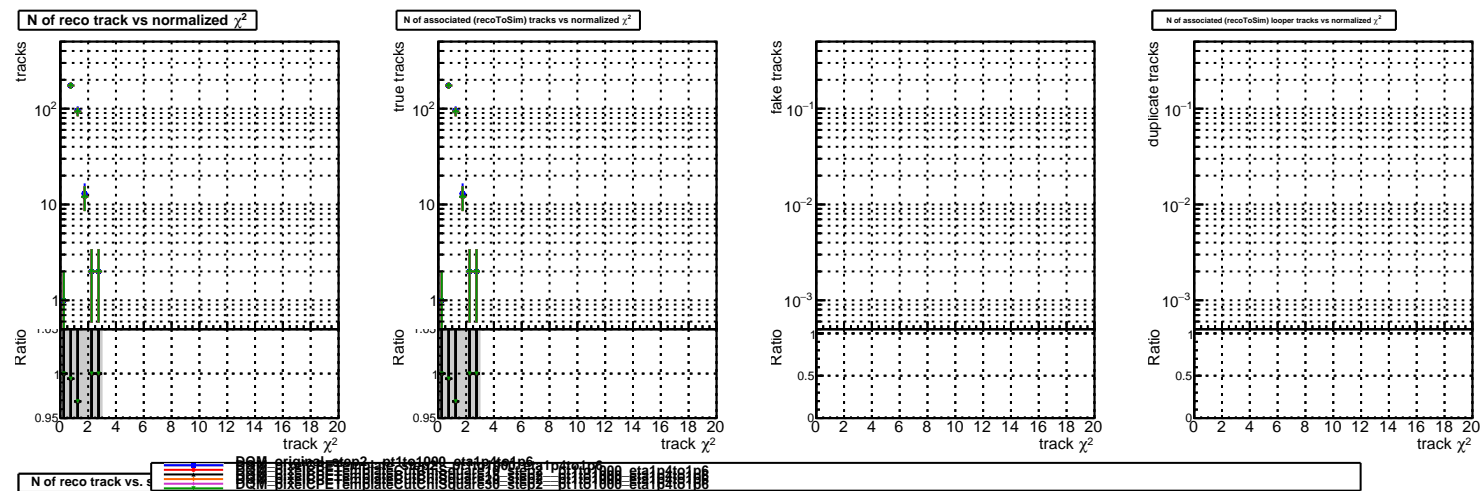 N of reco track vs normalized χ²
N of associated (recoToSim) tracks vs normalized χ²
N of associated (recoToSim) looper tracks vs normalized χ²
tracks
10²
10
1
Ratio
1.05
1
0.95
0 2 4 6 8 10 12 14 16 18 20
track χ²
true tracks
10²
10
1
Ratio
1.05
1
0.95
0 2 4 6 8 10 12 14 16 18 20
track χ²
fake tracks
10⁻¹
10⁻²
10⁻³
Ratio
1
0.5
0
0 2 4 6 8 10 12 14 16 18 20
track χ²
duplicate tracks
10⁻¹
10⁻²
10⁻³
Ratio
1
0.5
0
0 2 4 6 8 10 12 14 16 18 20
track χ²
DQM_original_step2__pt1to1000_eta1p4to1p6
DQM_pixelCPETemplateCutChiSquare30_step2__pt1to1000_eta1p4to1p6
N of reco track vs.